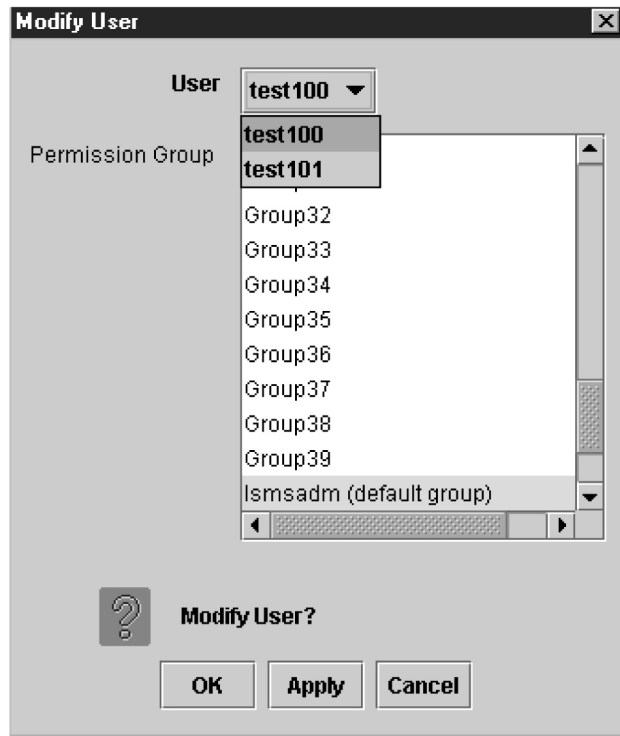 Modify User
User
test100
test100
test101
Permission Group
Group32
Group33
Group34
Group35
Group36
Group37
Group38
Group39
lsmsadm (default group)
Modify User?
OK
Apply
Cancel